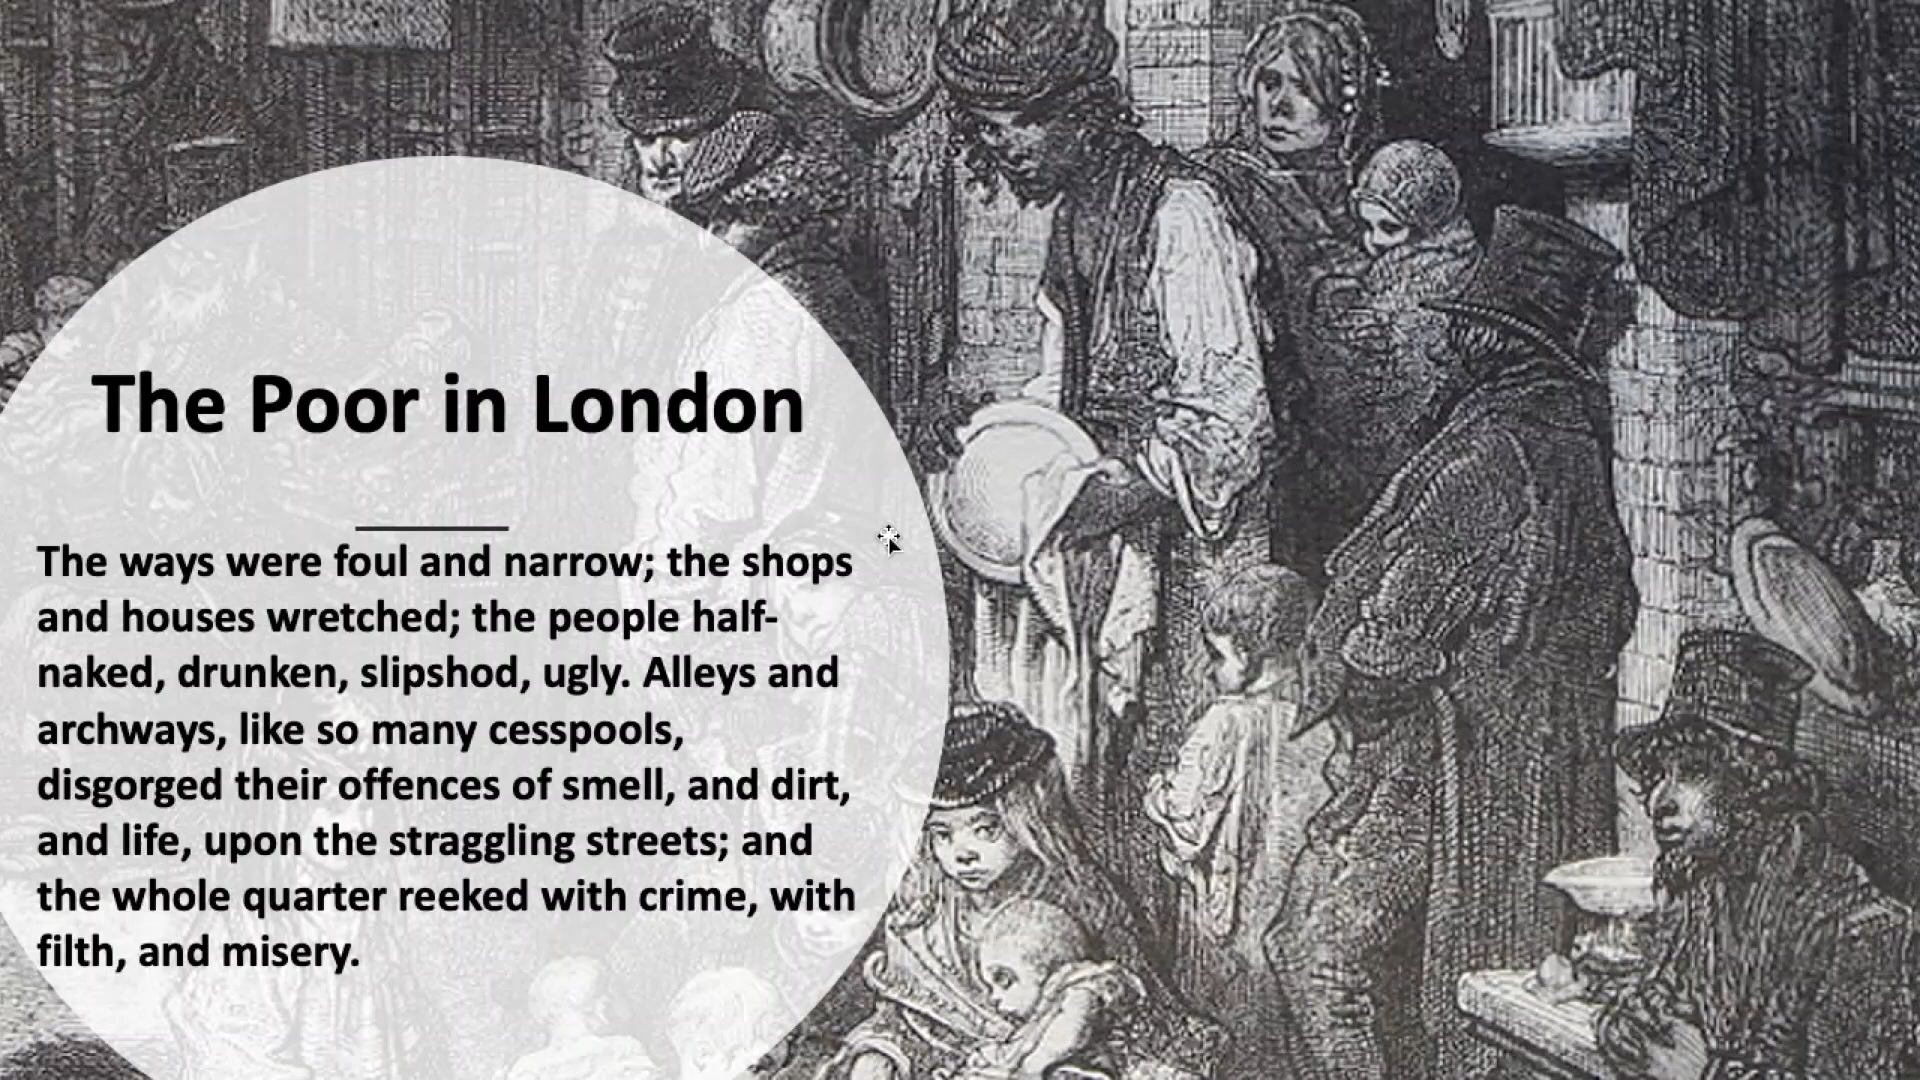 The Poor in London
The ways were foul and narrow; the shops
and houses wretched; the people half-
naked, drunken, slipshod, ugly. Alleys and
archways, like so many cesspools,
disgorged their offences of smell, and dirt,
and life, upon the straggling streets; and
the whole quarter reeked with crime, with
filth, and misery.